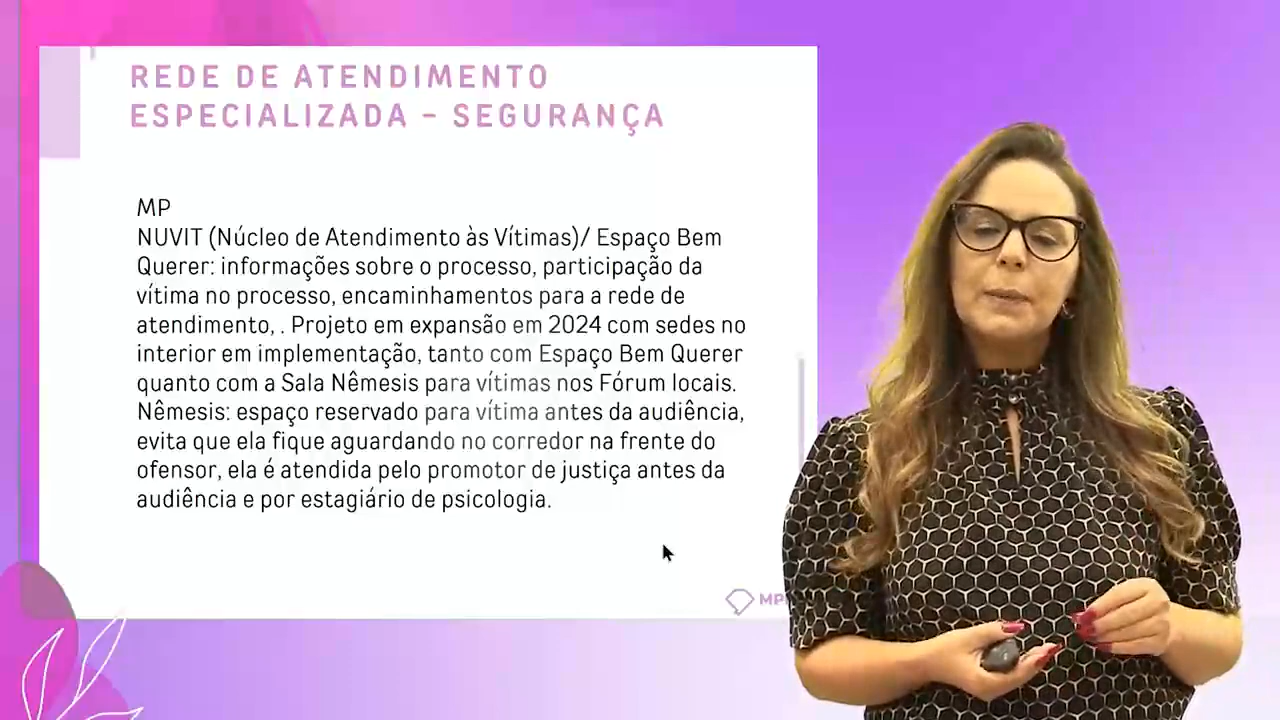 REDE DE ATENDIMENTO
ESPECIALIZADA – SEGURANÇA
MP
NUVIT (Núcleo de Atendimento às Vítimas)/ Espaço Bem
Querer: informações sobre o processo, participação da
vítima no processo, encaminhamentos para a rede de
atendimento, . Projeto em expansão em 2024 com sedes no
interior em implementação, tanto com Espaço Bem Querer
quanto com a Sala Nêmesis para vítimas nos Fórum locais.
Nêmesis: espaço reservado para vítima antes da audiência,
evita que ela fique aguardando no corredor na frente do
ofensor, ela é atendida pelo promotor de justiça antes da
audiência e por estagiário de psicologia.